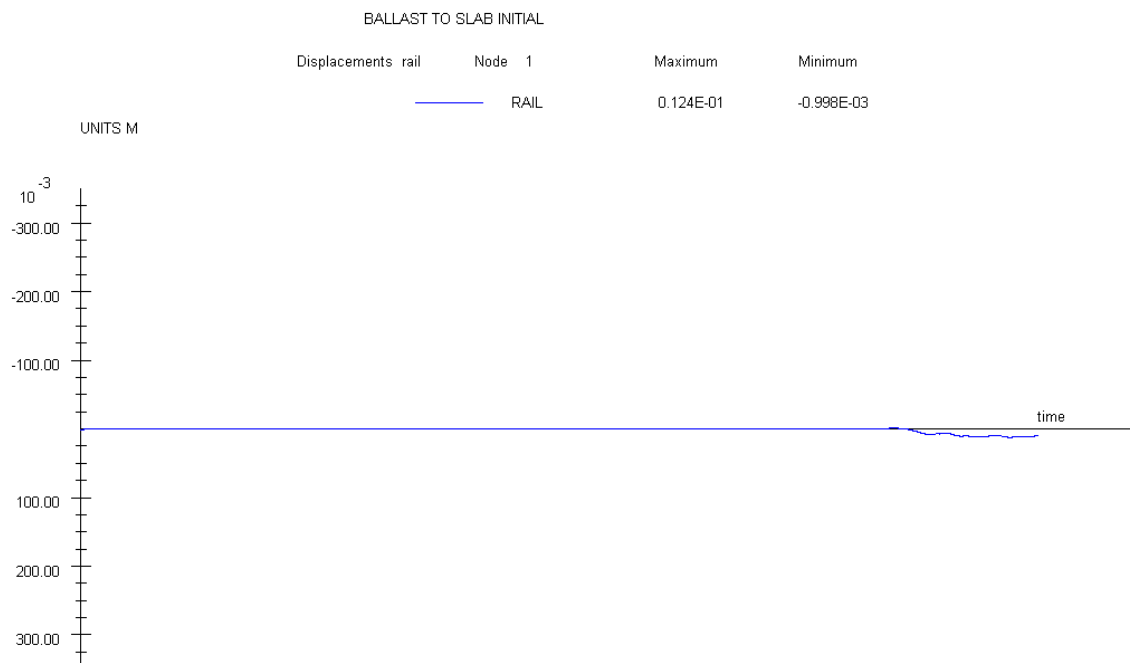 BALLAST TO SLAB INITIAL
Displacements rail Node 1 Maximum Minimum
RAIL 0.124E-01 -0.998E-03
UNITS M
10 -3
-300.00
-200.00
-100.00
time
100.00
200.00
300.00